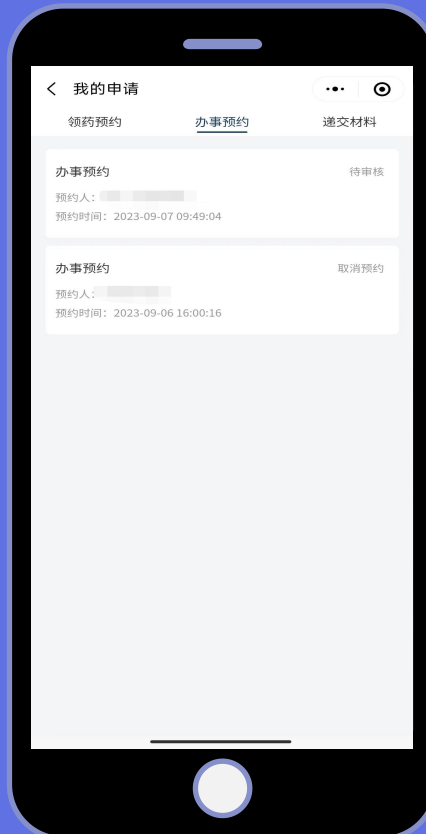 我的申请
领药预约 办事预约 递交材料
办事预约 待审核
预约人：
预约时间：2023-09-07 09:49:04
办事预约 取消预约
预约人：
预约时间：2023-09-06 16:00:16